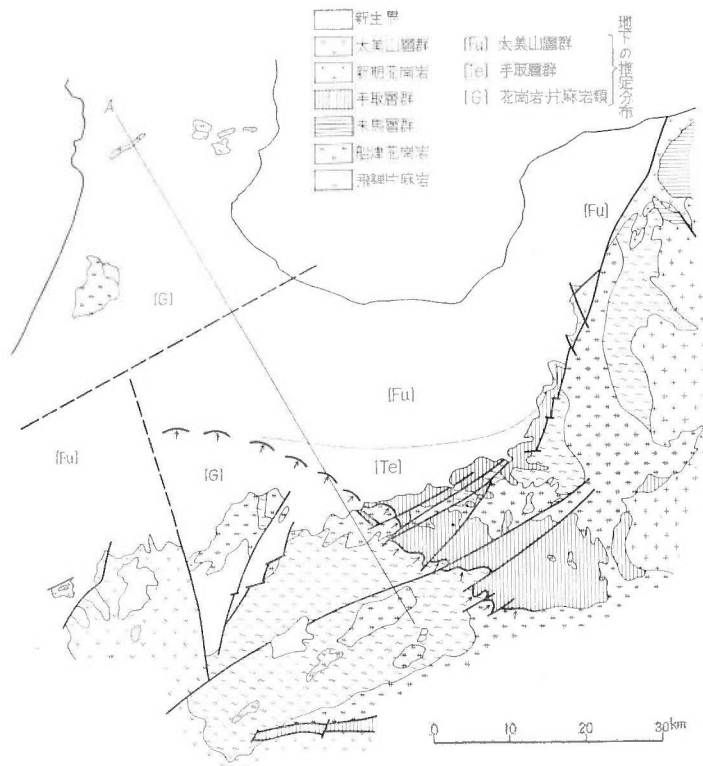 新生界
太美山層群
新期花崗岩
手取層群
来馬層群
船津花崗岩
飛騨片麻岩
[Fu] 太美山層群
[Te] 手取層群
[G] 花崗岩・片麻岩類
地下の推定分布
A
[Fu]
[G]
[Fu]
[Fu]
[G]
[Te]
B
0 10 20 30km